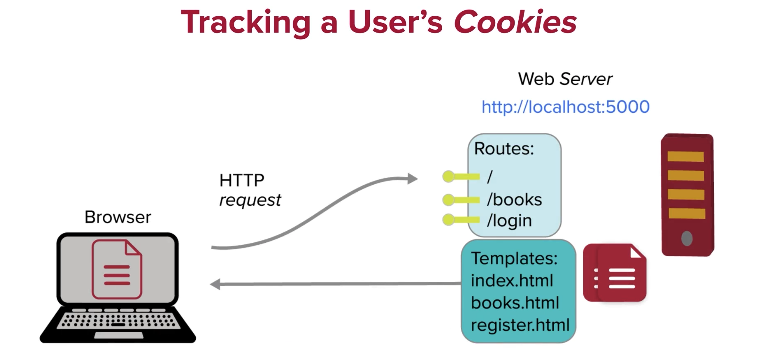 Tracking a User's Cookies
Web Server
http://localhost:5000
Routes:
/
/books
/login
HTTP
request
Browser
Templates:
index.html
books.html
register.html